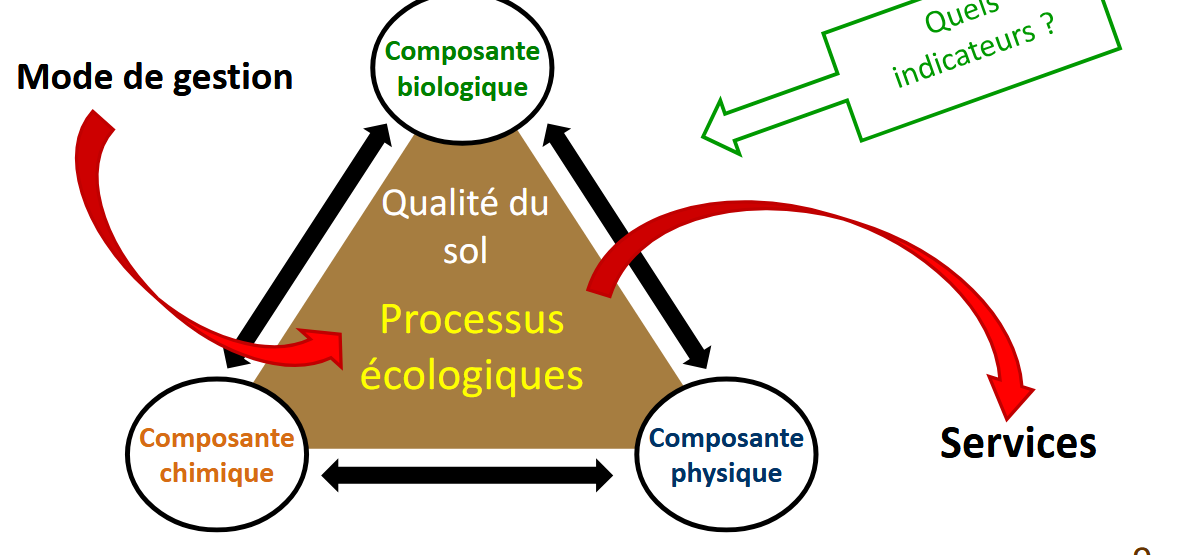 Quels
indicateurs ?
Composante
biologique
Mode de gestion
Qualité du
sol
Processus
écologiques
Composante
chimique
Composante
physique
Services